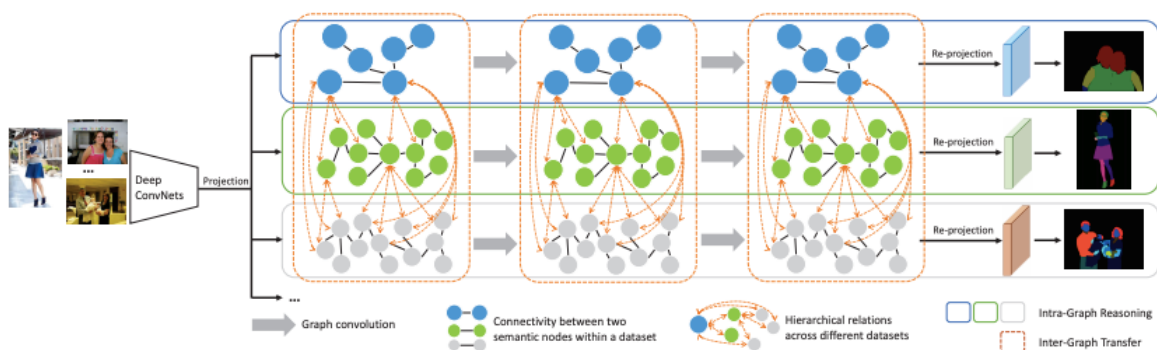 Re-projection
...
Deep
ConvNets
Projection
Re-projection
Re-projection
...
Graph convolution
Connectivity between two
semantic nodes within a dataset
Hierarchical relations
across different datasets
Intra-Graph Reasoning
Inter-Graph Transfer